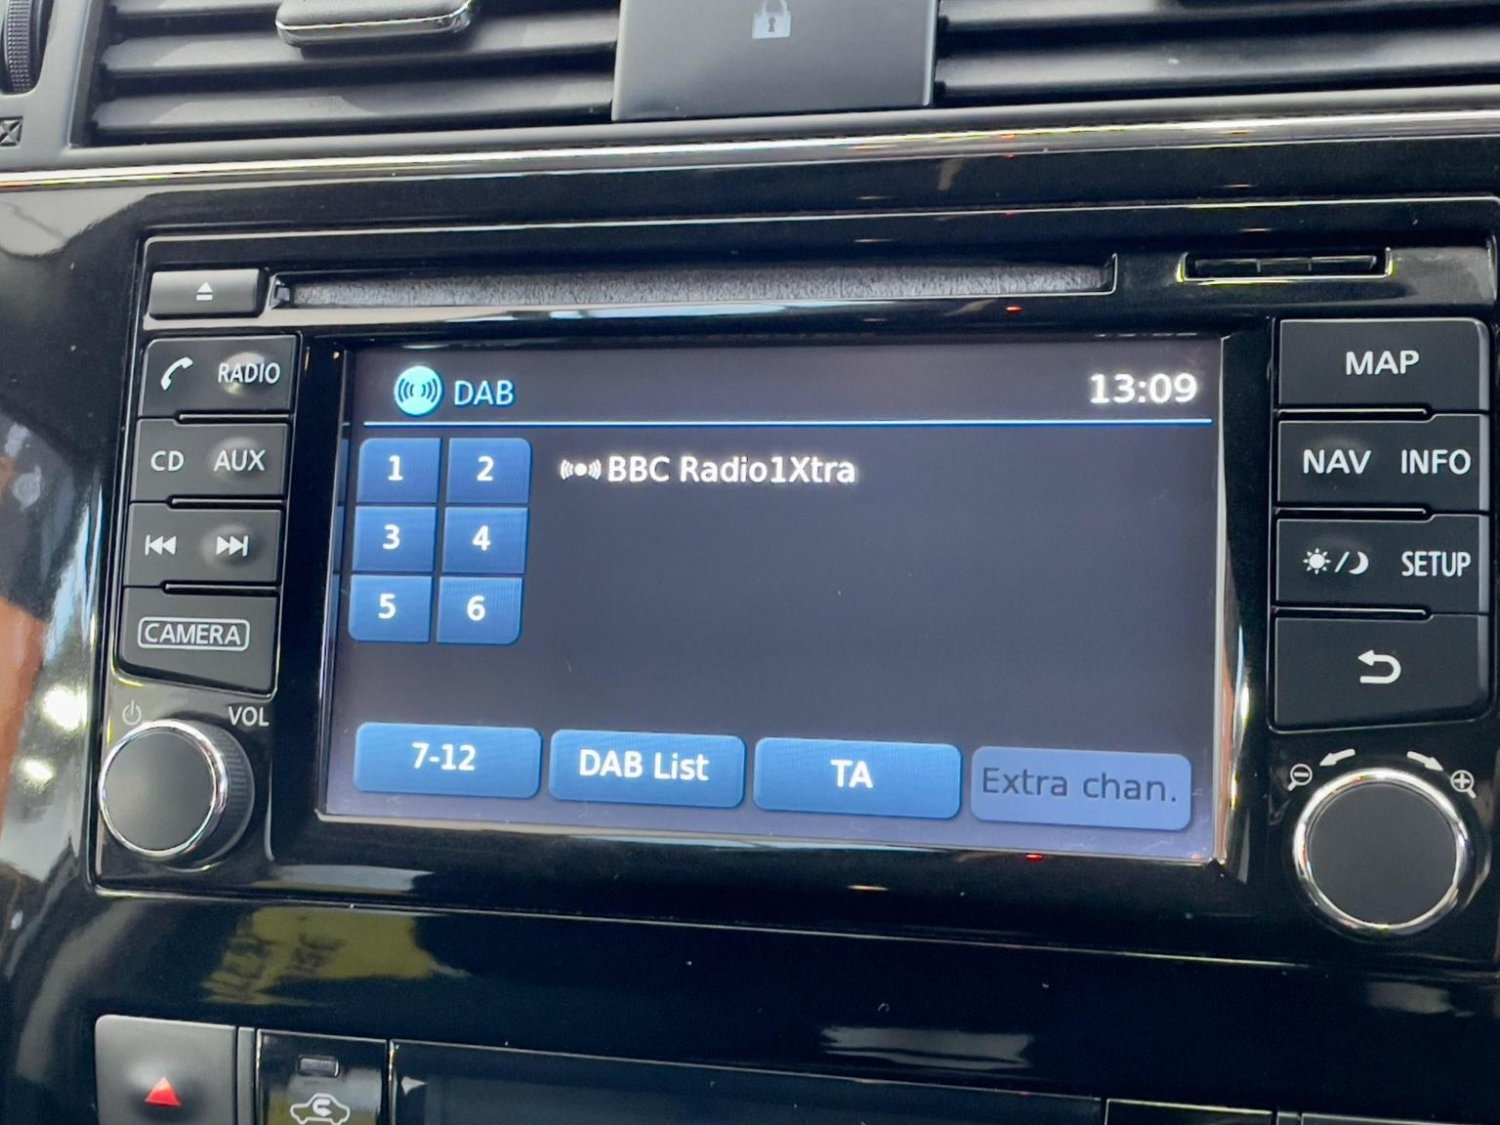 RADIO
CD AUX
CAMERA
VOL
DAB
13:09
1 2
3 4
5 6
BBC Radio1Xtra
7-12
DAB List
TA
Extra chan.
MAP
NAV INFO
SETUP